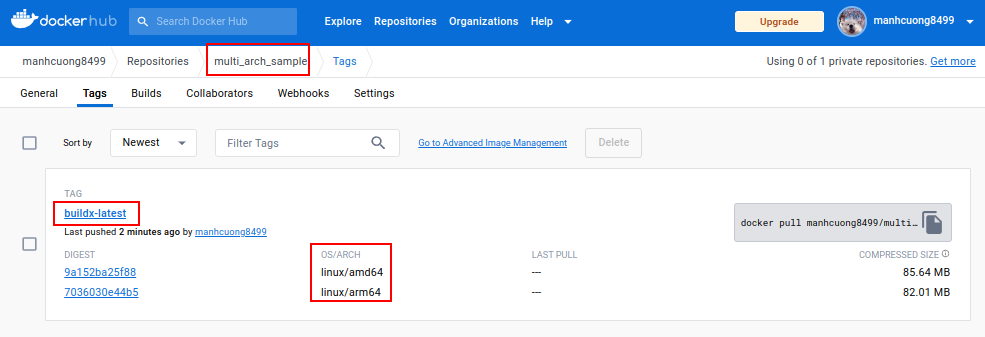 dockerhub Search Docker Hub Explore Repositories Organizations Help Upgrade manhcuong8499
manhcuong8499 Repositories multi_arch_sample Tags Using 0 of 1 private repositories. Get more
General Tags Builds Collaborators Webhooks Settings
Sort by Newest Filter Tags Go to Advanced Image Management Delete
TAG
buildx-latest
Last pushed 2 minutes ago by manhcuong8499
docker pull manhcuong8499/multi...
DIGEST OS/ARCH LAST PULL COMPRESSED SIZE
9a152ba25f88 linux/amd64 --- 85.64 MB
7036030e44b5 linux/arm64 --- 82.01 MB